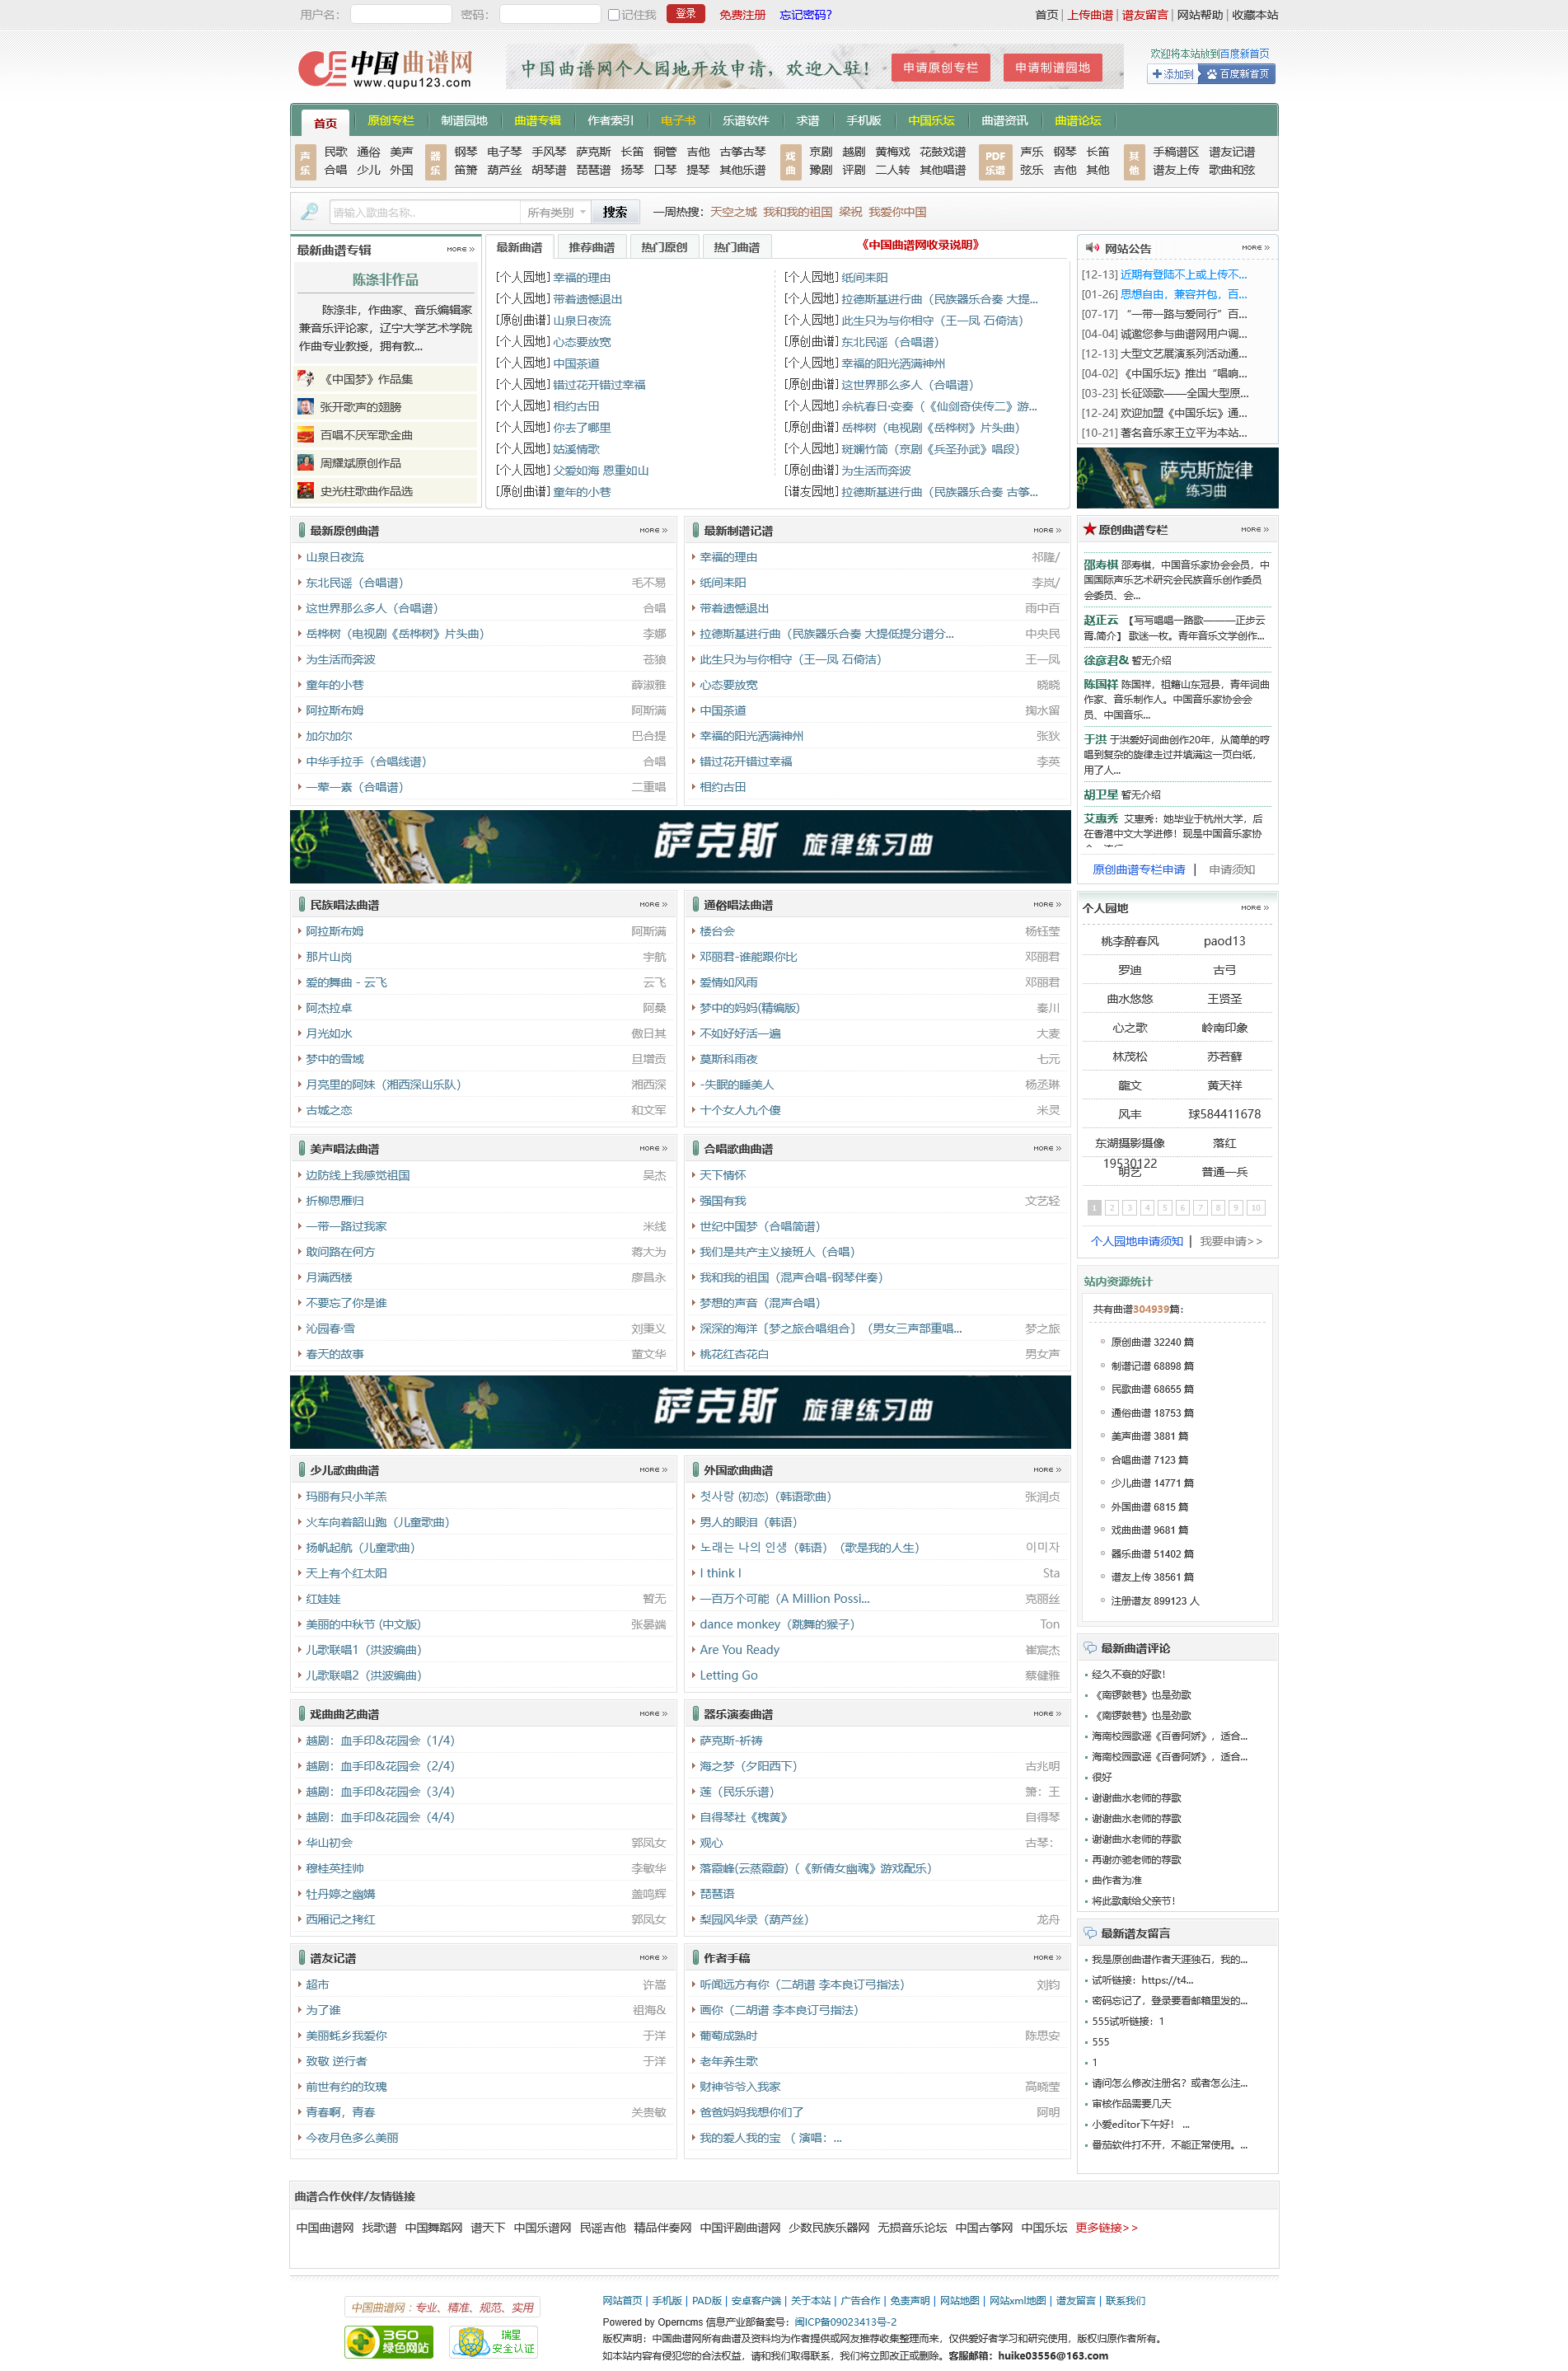 用户名： 密码： 记住我 登录 免费注册 忘记密码？ 首页 | 上传曲谱 | 谱友留言 | 网站帮助 | 收藏本站
中国曲谱网 www.qupu123.com
中国曲谱网个人园地开放申请，欢迎入驻！ 申请原创专栏 申请制谱园地
欢迎将本站放到百度新首页
添加到 百度新首页
首页 原创专栏 制谱园地 曲谱专辑 作者索引 电子书 乐谱软件 求谱 手机版 中国乐坛 曲谱资讯 曲谱论坛
声乐 民歌 通俗 美声 器乐 钢琴 电子琴 手风琴 萨克斯 长笛 铜管 吉他 古筝古琴 戏曲 京剧 越剧 黄梅戏 花鼓戏谱 PDF乐谱 声乐 钢琴 长笛 其他 手稿谱区 谱友记谱
合唱 少儿 外国 笛箫 葫芦丝 胡琴谱 琵琶谱 扬琴 口琴 提琴 其他乐谱 豫剧 评剧 二人转 其他唱谱 弦乐 吉他 其他 谱友上传 歌曲和弦
请输入歌曲名称.. 所有类别 搜索 一周热搜：天空之城 我和我的祖国 梁祝 我爱你中国
最新曲谱专辑 MORE
陈涤非作品
陈涤非，作曲家、音乐编辑家
兼音乐评论家，辽宁大学艺术学院
作曲专业教授，拥有教...
《中国梦》作品集
张开歌声的翅膀
百唱不厌军歌金曲
周耀斌原创作品
史光柱歌曲作品选
最新曲谱 推荐曲谱 热门原创 热门曲谱 《中国曲谱网收录说明》
[个人园地] 幸福的理由
[个人园地] 带着遗憾退出
[原创曲谱] 山泉日夜流
[个人园地] 心态要放宽
[个人园地] 中国茶道
[个人园地] 错过花开错过幸福
[个人园地] 相约古田
[个人园地] 你去了哪里
[个人园地] 姑溪情歌
[个人园地] 父爱如海 恩重如山
[原创曲谱] 童年的小巷
[个人园地] 纸间耒阳
[个人园地] 拉德斯基进行曲（民族器乐合奏 大提...
[个人园地] 此生只为与你相守（王一凤 石倚洁）
[原创曲谱] 东北民谣（合唱谱）
[个人园地] 幸福的阳光洒满神州
[原创曲谱] 这世界那么多人（合唱谱）
[个人园地] 余杭春日·变奏（《仙剑奇侠传二》游...
[原创曲谱] 岳桦树（电视剧《岳桦树》片头曲）
[个人园地] 斑斓竹简（京剧《兵圣孙武》唱段）
[原创曲谱] 为生活而奔波
[谱友园地] 拉德斯基进行曲（民族器乐合奏 古筝...
网站公告 MORE
[12-13] 近期有登陆不上或上传不...
[01-26] 思想自由，兼容并包，百...
[07-17] “一带一路与爱同行”百...
[04-04] 诚邀您参与曲谱网用户调...
[12-13] 大型文艺展演系列活动通...
[04-02] 《中国乐坛》推出“唱响...
[03-23] 长征颂歌——全国大型原...
[12-24] 欢迎加盟《中国乐坛》通...
[10-21] 著名音乐家王立平为本站...
萨克斯旋律
练习曲
最新原创曲谱 MORE
山泉日夜流
东北民谣（合唱谱） 毛不易
这世界那么多人（合唱谱） 合唱
岳桦树（电视剧《岳桦树》片头曲） 李娜
为生活而奔波 苍狼
童年的小巷 薛淑雅
阿拉斯布姆 阿斯满
加尔加尔 巴合提
中华手拉手（合唱线谱） 合唱
一荤一素（合唱谱） 二重唱
最新制谱记谱 MORE
幸福的理由 祁隆/
纸间耒阳 李岚/
带着遗憾退出 雨中百
拉德斯基进行曲（民族器乐合奏 大提低提分谱分... 中央民
此生只为与你相守（王一凤 石倚洁） 王一凤
心态要放宽 晓晓
中国茶道 掬水留
幸福的阳光洒满神州 张狄
错过花开错过幸福 李英
相约古田
原创曲谱专栏 MORE
邵寿棋 邵寿棋，中国音乐家协会会员，中
国国际声乐艺术研究会民族音乐创作委员
会委员、会...
赵正云 【写写唱唱一路歌———正步云
霄.简介】 歌迷一枚。青年音乐文学创作...
徐彦君& 暂无介绍
陈国祥 陈国祥，祖籍山东冠县，青年词曲
作家、音乐制作人。中国音乐家协会会
员、中国音乐...
于洪 于洪爱好词曲创作20年，从简单的哼
唱到复杂的旋律走过并填满这一页白纸，
用了人...
胡卫星 暂无介绍
艾惠秀 艾惠秀：她毕业于杭州大学，后
在香港中文大学进修！现是中国音乐家协
原创曲谱专栏申请 | 申请须知
萨克斯 旋律练习曲
民族唱法曲谱 MORE
阿拉斯布姆 阿斯满
那片山岗 宇航
爱的舞曲 - 云飞 云飞
阿杰拉卓 阿桑
月光如水 傲日其
梦中的雪域 旦增贡
月亮里的阿妹（湘西深山乐队） 湘西深
古城之恋 和文军
通俗唱法曲谱 MORE
楼台会 杨钰莹
邓丽君-谁能跟你比 邓丽君
爱情如风雨 邓丽君
梦中的妈妈(精编版) 秦川
不如好好活一遍 大麦
莫斯科雨夜 七元
-失眠的睡美人 杨丞琳
十个女人九个傻 米灵
个人园地 MORE
桃李醉春风 paod13
罗迪 古弓
曲水悠悠 王贤圣
心之歌 岭南印象
林茂松 苏若藓
龍文 黄天祥
风丰 球584411678
东湖摄影摄像19530122 落红
明艺 普通一兵
1 2 3 4 5 6 7 8 9 10
个人园地申请须知 | 我要申请>>
美声唱法曲谱 MORE
边防线上我感觉祖国 吴杰
折柳思雁归
一带一路过我家 米线
敢问路在何方 蒋大为
月满西楼 廖昌永
不要忘了你是谁
沁园春·雪 刘秉义
春天的故事 董文华
合唱歌曲曲谱 MORE
天下情怀
强国有我 文艺轻
世纪中国梦（合唱简谱）
我们是共产主义接班人（合唱）
我和我的祖国（混声合唱-钢琴伴奏）
梦想的声音（混声合唱）
深深的海洋〔梦之旅合唱组合〕（男女三声部重唱... 梦之旅
桃花红杏花白 男女声
站内资源统计
共有曲谱304939篇：
原创曲谱 32240 篇
制谱记谱 68898 篇
民歌曲谱 68655 篇
通俗曲谱 18753 篇
美声曲谱 3881 篇
合唱曲谱 7123 篇
少儿曲谱 14771 篇
外国曲谱 6815 篇
戏曲曲谱 9681 篇
器乐曲谱 51402 篇
谱友上传 38561 篇
注册谱友 899123 人
萨克斯 旋律练习曲
少儿歌曲曲谱 MORE
玛丽有只小羊羔
火车向着韶山跑（儿童歌曲）
扬帆起航（儿童歌曲）
天上有个红太阳
红娃娃 暂无
美丽的中秋节 (中文版) 张晏端
儿歌联唱1（洪波编曲）
儿歌联唱2（洪波编曲）
外国歌曲曲谱 MORE
첫사랑 (初恋)（韩语歌曲） 张润贞
男人的眼泪（韩语）
노래는 나의 인생（韩语）（歌是我的人生） 이미자
I think I Sta
一百万个可能（A Million Possi... 克丽丝
dance monkey（跳舞的猴子） Ton
Are You Ready 崔宸杰
Letting Go 蔡健雅
最新曲谱评论
经久不衰的好歌！
《南锣鼓巷》也是劲歌
《南锣鼓巷》也是劲歌
海南校园歌谣《百香阿娇》，适合...
海南校园歌谣《百香阿娇》，适合...
很好
谢谢曲水老师的荐歌
谢谢曲水老师的荐歌
谢谢曲水老师的荐歌
再谢亦驰老师的荐歌
曲作者为准
将此歌献给父亲节！
戏曲曲艺曲谱 MORE
越剧：血手印&花园会（1/4）
越剧：血手印&花园会（2/4）
越剧：血手印&花园会（3/4）
越剧：血手印&花园会（4/4）
华山初会 郭凤女
穆桂英挂帅 李敏华
牡丹婷之幽媾 盖鸣辉
西厢记之拷红 郭凤女
器乐演奏曲谱 MORE
萨克斯-祈祷
海之梦（夕阳西下） 古兆明
莲（民乐乐谱） 箫：王
自得琴社《槐黄》 自得琴
观心 古琴：
落霞峰(云蒸霞蔚)（《新倩女幽魂》游戏配乐）
琵琶语
梨园风华录（葫芦丝） 龙舟
最新谱友留言
我是原创曲谱作者天涯独石，我的...
试听链接：https://t4...
密码忘记了，登录要看邮箱里发的...
555试听链接：1
555
1
请问怎么修改注册名？或者怎么注...
审核作品需要几天
小爱editor下午好！ ...
番茄软件打不开，不能正常使用。...
谱友记谱 MORE
超市 许嵩
为了谁 祖海&
美丽蚝乡我爱你 于洋
致敬 逆行者 于洋
前世有约的玫瑰
青春啊，青春 关贵敏
今夜月色多么美丽
作者手稿 MORE
听闻远方有你（二胡谱 李本良订弓指法） 刘钧
画你（二胡谱 李本良订弓指法）
葡萄成熟时 陈思安
老年养生歌
财神爷爷入我家 高晓莹
爸爸妈妈我想你们了 阿明
我的爱人我的宝 （ 演唱：...
曲谱合作伙伴/友情链接
中国曲谱网 找歌谱 中国舞蹈网 谱天下 中国乐谱网 民谣吉他 精品伴奏网 中国评剧曲谱网 少数民族乐器网 无损音乐论坛 中国古筝网 中国乐坛 更多链接>>
中国曲谱网：专业、精准、规范、实用
360 绿色网站 瑞星 安全认证
网站首页 | 手机版 | PAD版 | 安卓客户端 | 关于本站 | 广告合作 | 免责声明 | 网站地图 | 网站xml地图 | 谱友留言 | 联系我们
Powered by Operncms 信息产业部备案号：闽ICP备09023413号-2
版权声明：中国曲谱网所有曲谱及资料均为作者提供或网友推荐收集整理而来，仅供爱好者学习和研究使用，版权归原作者所有。
如本站内容有侵犯您的合法权益，请和我们取得联系，我们将立即改正或删除。客服邮箱：huike03556@163.com